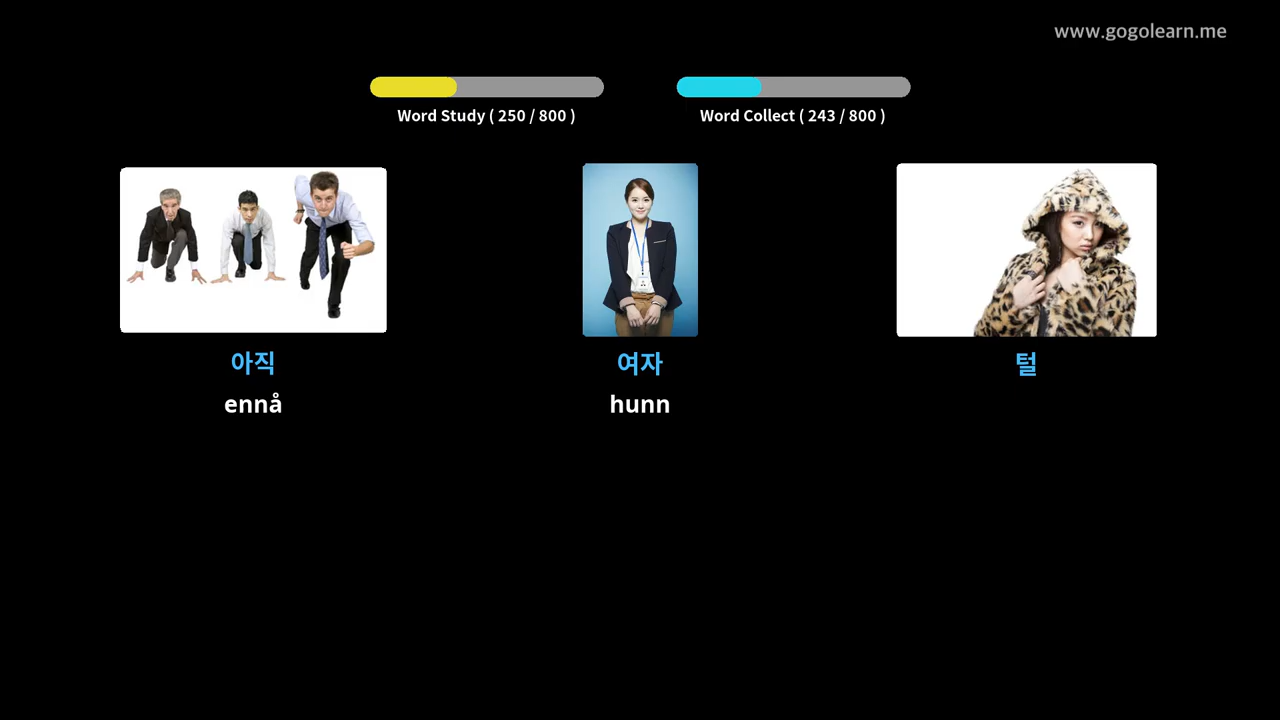 www.gogolearn.me
Word Study ( 250 / 800 )
Word Collect ( 243 / 800 )
아직
ennå
여자
hunn
털